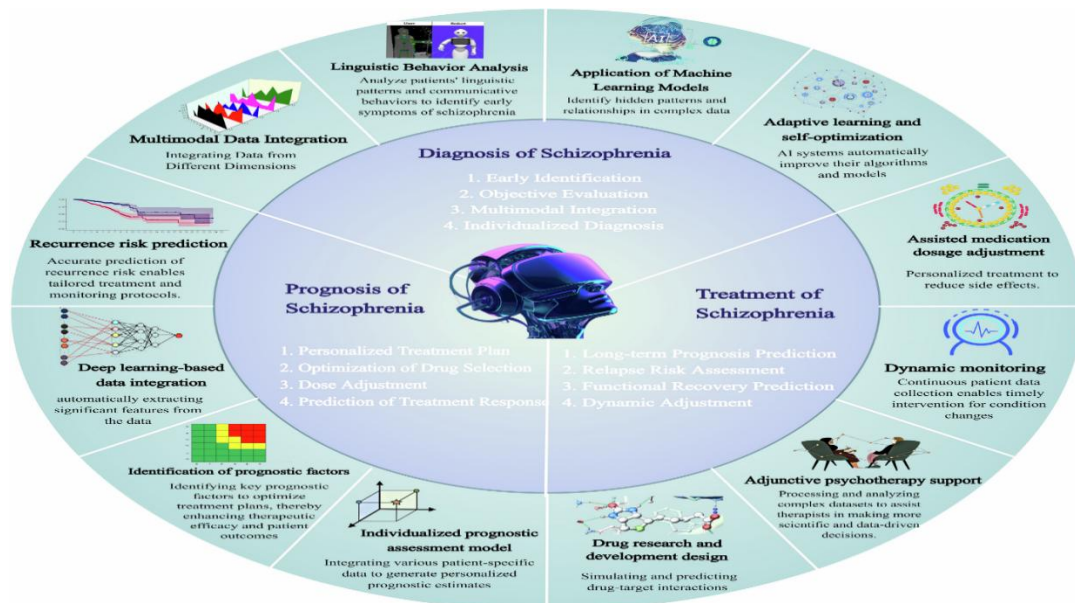 Linguistic Behavior Analysis
Analyze patients' linguistic
patterns and communicative
behaviors to identify early
symptoms of schizophrenia
Application of Machine
Learning Models
Identify hidden patterns and
relationships in complex data
Multimodal Data Integration
Integrating Data from
Different Dimensions
Adaptive learning and
self-optimization
AI systems automatically
improve their algorithms
and models
Diagnosis of Schizophrenia
1. Early Identification
2. Objective Evaluation
3. Multimodal Integration
4. Individualized Diagnosis
Recurrence risk prediction
Accurate prediction of
recurrence risk enables
tailored treatment and
monitoring protocols.
Assisted medication
dosage adjustment
Personalized treatment to
reduce side effects.
Prognosis of
Schizophrenia
1. Personalized Treatment Plan
2. Optimization of Drug Selection
3. Dose Adjustment
4. Prediction of Treatment Response
Treatment of
Schizophrenia
1. Long-term Prognosis Prediction
2. Relapse Risk Assessment
3. Functional Recovery Prediction
4. Dynamic Adjustment
Deep learning-based
data integration
automatically extracting
significant features from
the data
Dynamic monitoring
Continuous patient data
collection enables timely
intervention for condition
changes
Identification of prognostic factors
Identifying key prognostic
factors to optimize
treatment plans, thereby
enhancing therapeutic
efficacy and patient
outcomes
Individualized prognostic
assessment model
Integrating various patient-specific
data to generate personalized
prognostic estimates
Drug research and
development design
Simulating and predicting
drug-target interactions
Adjunctive psychotherapy support
Processing and analyzing
complex datasets to assist
therapists in making more
scientific and data-driven
decisions.